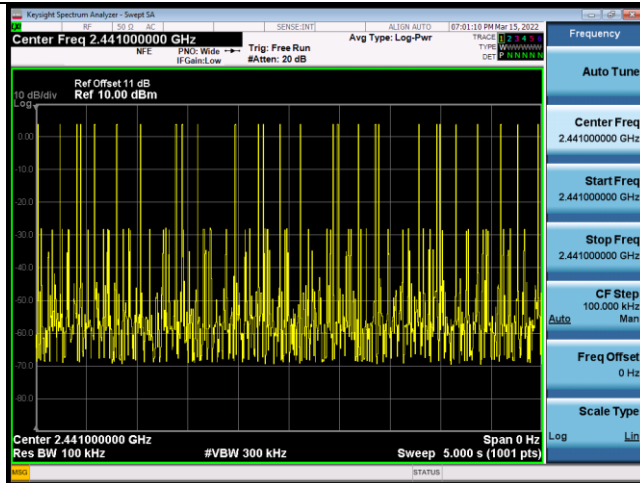 Keysight Spectrum Analyzer - Swept SA
RF 50 Ω AC SENSE:INT ALIGN AUTO 07:01:10 PM Mar 15, 2022
Center Freq 2.441000000 GHz
NFE PNO: Wide IFGain:Low
Trig: Free Run
#Atten: 20 dB
Avg Type: Log-Pwr
TRACE 1 2 3 4 5 6
TYPE WWWWWW
DET P NNNNN
Ref Offset 11 dB
10 dB/div Ref 10.00 dBm
Log
0.00
-10.0
-20.0
-30.0
-40.0
-50.0
-60.0
-70.0
-80.0
Center 2.441000000 GHz Span 0 Hz
Res BW 100 kHz #VBW 300 kHz Sweep 5.000 s (1001 pts)
MSG STATUS
Frequency
Auto Tune
Center Freq
2.441000000 GHz
Start Freq
2.441000000 GHz
Stop Freq
2.441000000 GHz
CF Step
100.000 kHz
Auto Man
Freq Offset
0 Hz
Scale Type
Log Lin